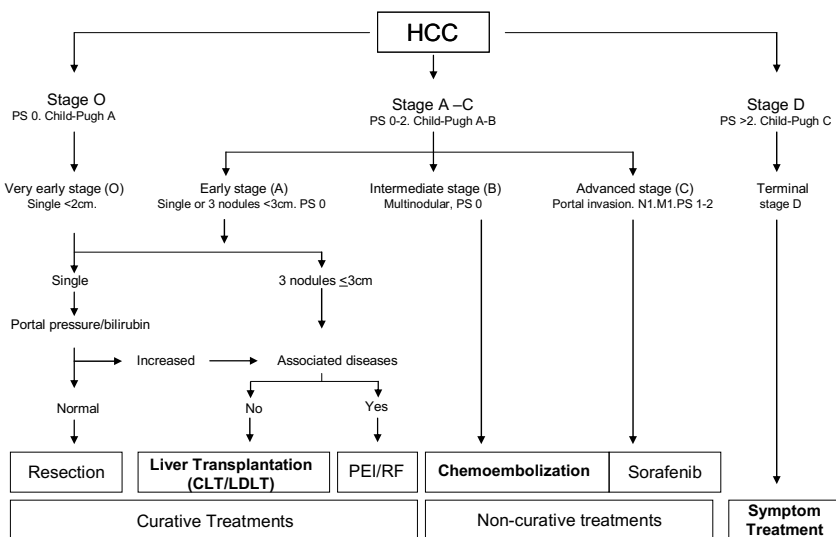 HCC
Stage O
PS 0. Child-Pugh A
Stage A –C
PS 0-2. Child-Pugh A-B
Stage D
PS >2. Child-Pugh C
Very early stage (O)
Single <2cm.
Early stage (A)
Single or 3 nodules <3cm. PS 0
Intermediate stage (B)
Multinodular, PS 0
Advanced stage (C)
Portal invasion. N1.M1.PS 1-2
Terminal
stage D
Single
3 nodules ≤3cm
Portal pressure/bilirubin
Increased
Associated diseases
Normal
No
Yes
Resection
Liver Transplantation
(CLT/LDLT)
PEI/RF
Chemoembolization
Sorafenib
Curative Treatments
Non-curative treatments
Symptom
Treatment